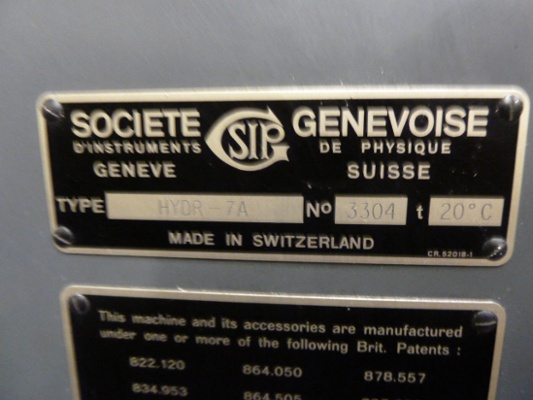 SOCIETE SIP GENEVOISE
D'INSTRUMENTS DE PHYSIQUE
GENEVE SUISSE
TYPE HYDR-7A No 3304 t 20°C
MADE IN SWITZERLAND
CR.52018-1
This machine and its accessories are manufactured
under one or more of the following Brit. Patents :
822.120 864.050 878.557
834.953 864.505